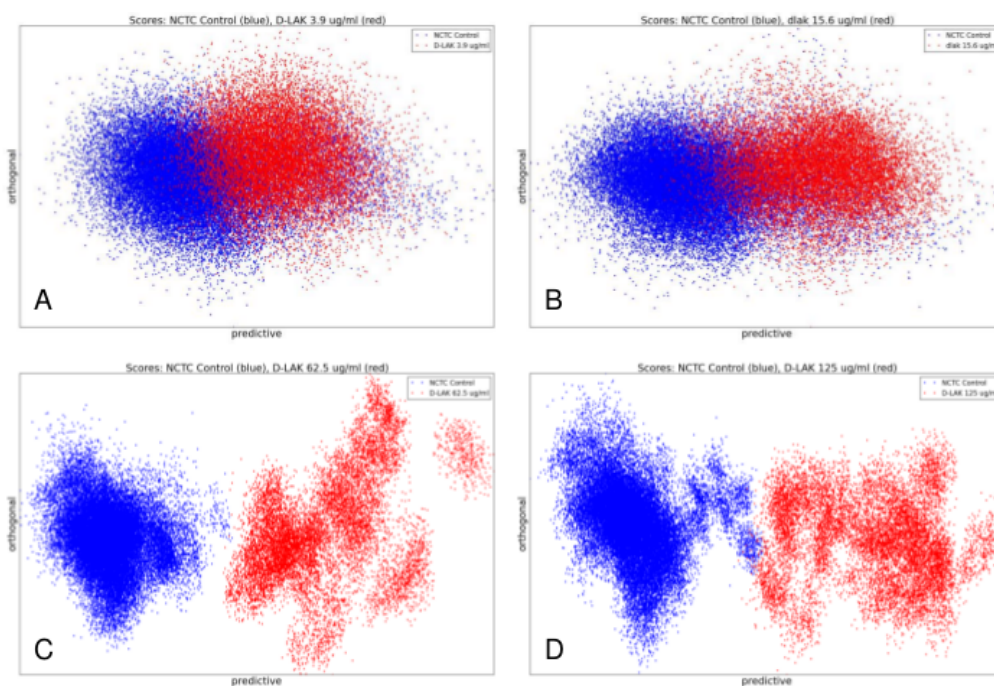 Scores: NCTC Control (blue), D-LAK 3.9 ug/ml (red)
NCTC Control
D-LAK 3.9 ug/ml
orthogonal
A
predictive
Scores: NCTC Control (blue), dlak 15.6 ug/ml (red)
NCTC Control
dlak 15.6 ug/m
orthogonal
B
predictive
Scores: NCTC Control (blue), D-LAK 62.5 ug/ml (red)
NCTC Control
D-LAK 62.5 ug/ml
orthogonal
C
predictive
Scores: NCTC Control (blue), D-LAK 125 ug/ml (red)
NCTC Control
D-LAK 125 ug/m
orthogonal
D
predictive